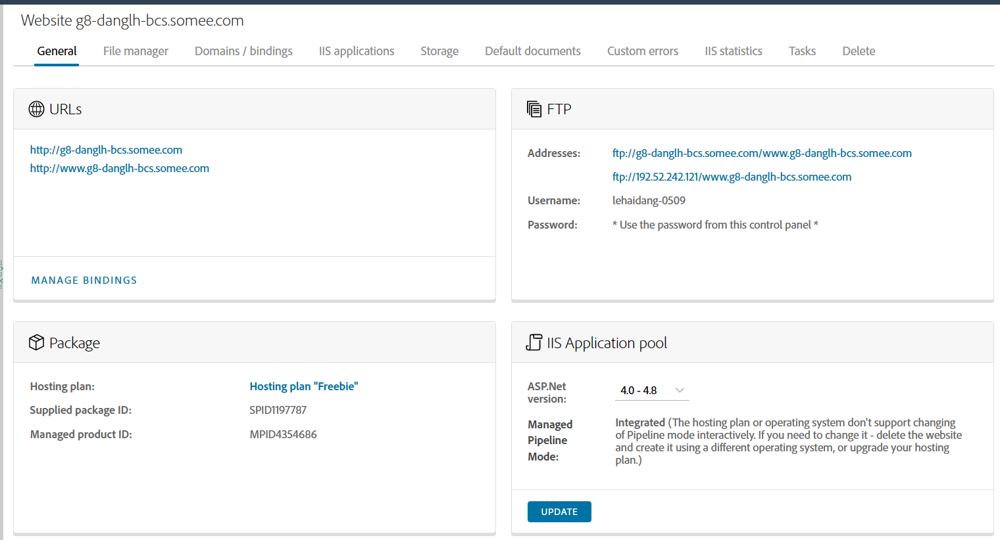 Website g8-danglh-bcs.somee.com
General File manager Domains / bindings IIS applications Storage Default documents Custom errors IIS statistics Tasks Delete
URLs
http://g8-danglh-bcs.somee.com
http://www.g8-danglh-bcs.somee.com
MANAGE BINDINGS
FTP
Addresses: ftp://g8-danglh-bcs.somee.com/www.g8-danglh-bcs.somee.com
ftp://192.52.242.121/www.g8-danglh-bcs.somee.com
Username: lehaidang-0509
Password: * Use the password from this control panel *
Package
Hosting plan: Hosting plan "Freebie"
Supplied package ID: SPID1197787
Managed product ID: MPID4354686
IIS Application pool
ASP.Net
version:
4.0 - 4.8
Managed
Pipeline
Mode:
Integrated (The hosting plan or operating system don't support changing
of Pipeline mode interactively. If you need to change it - delete the website
and create it using a different operating system, or upgrade your hosting
plan.)
UPDATE